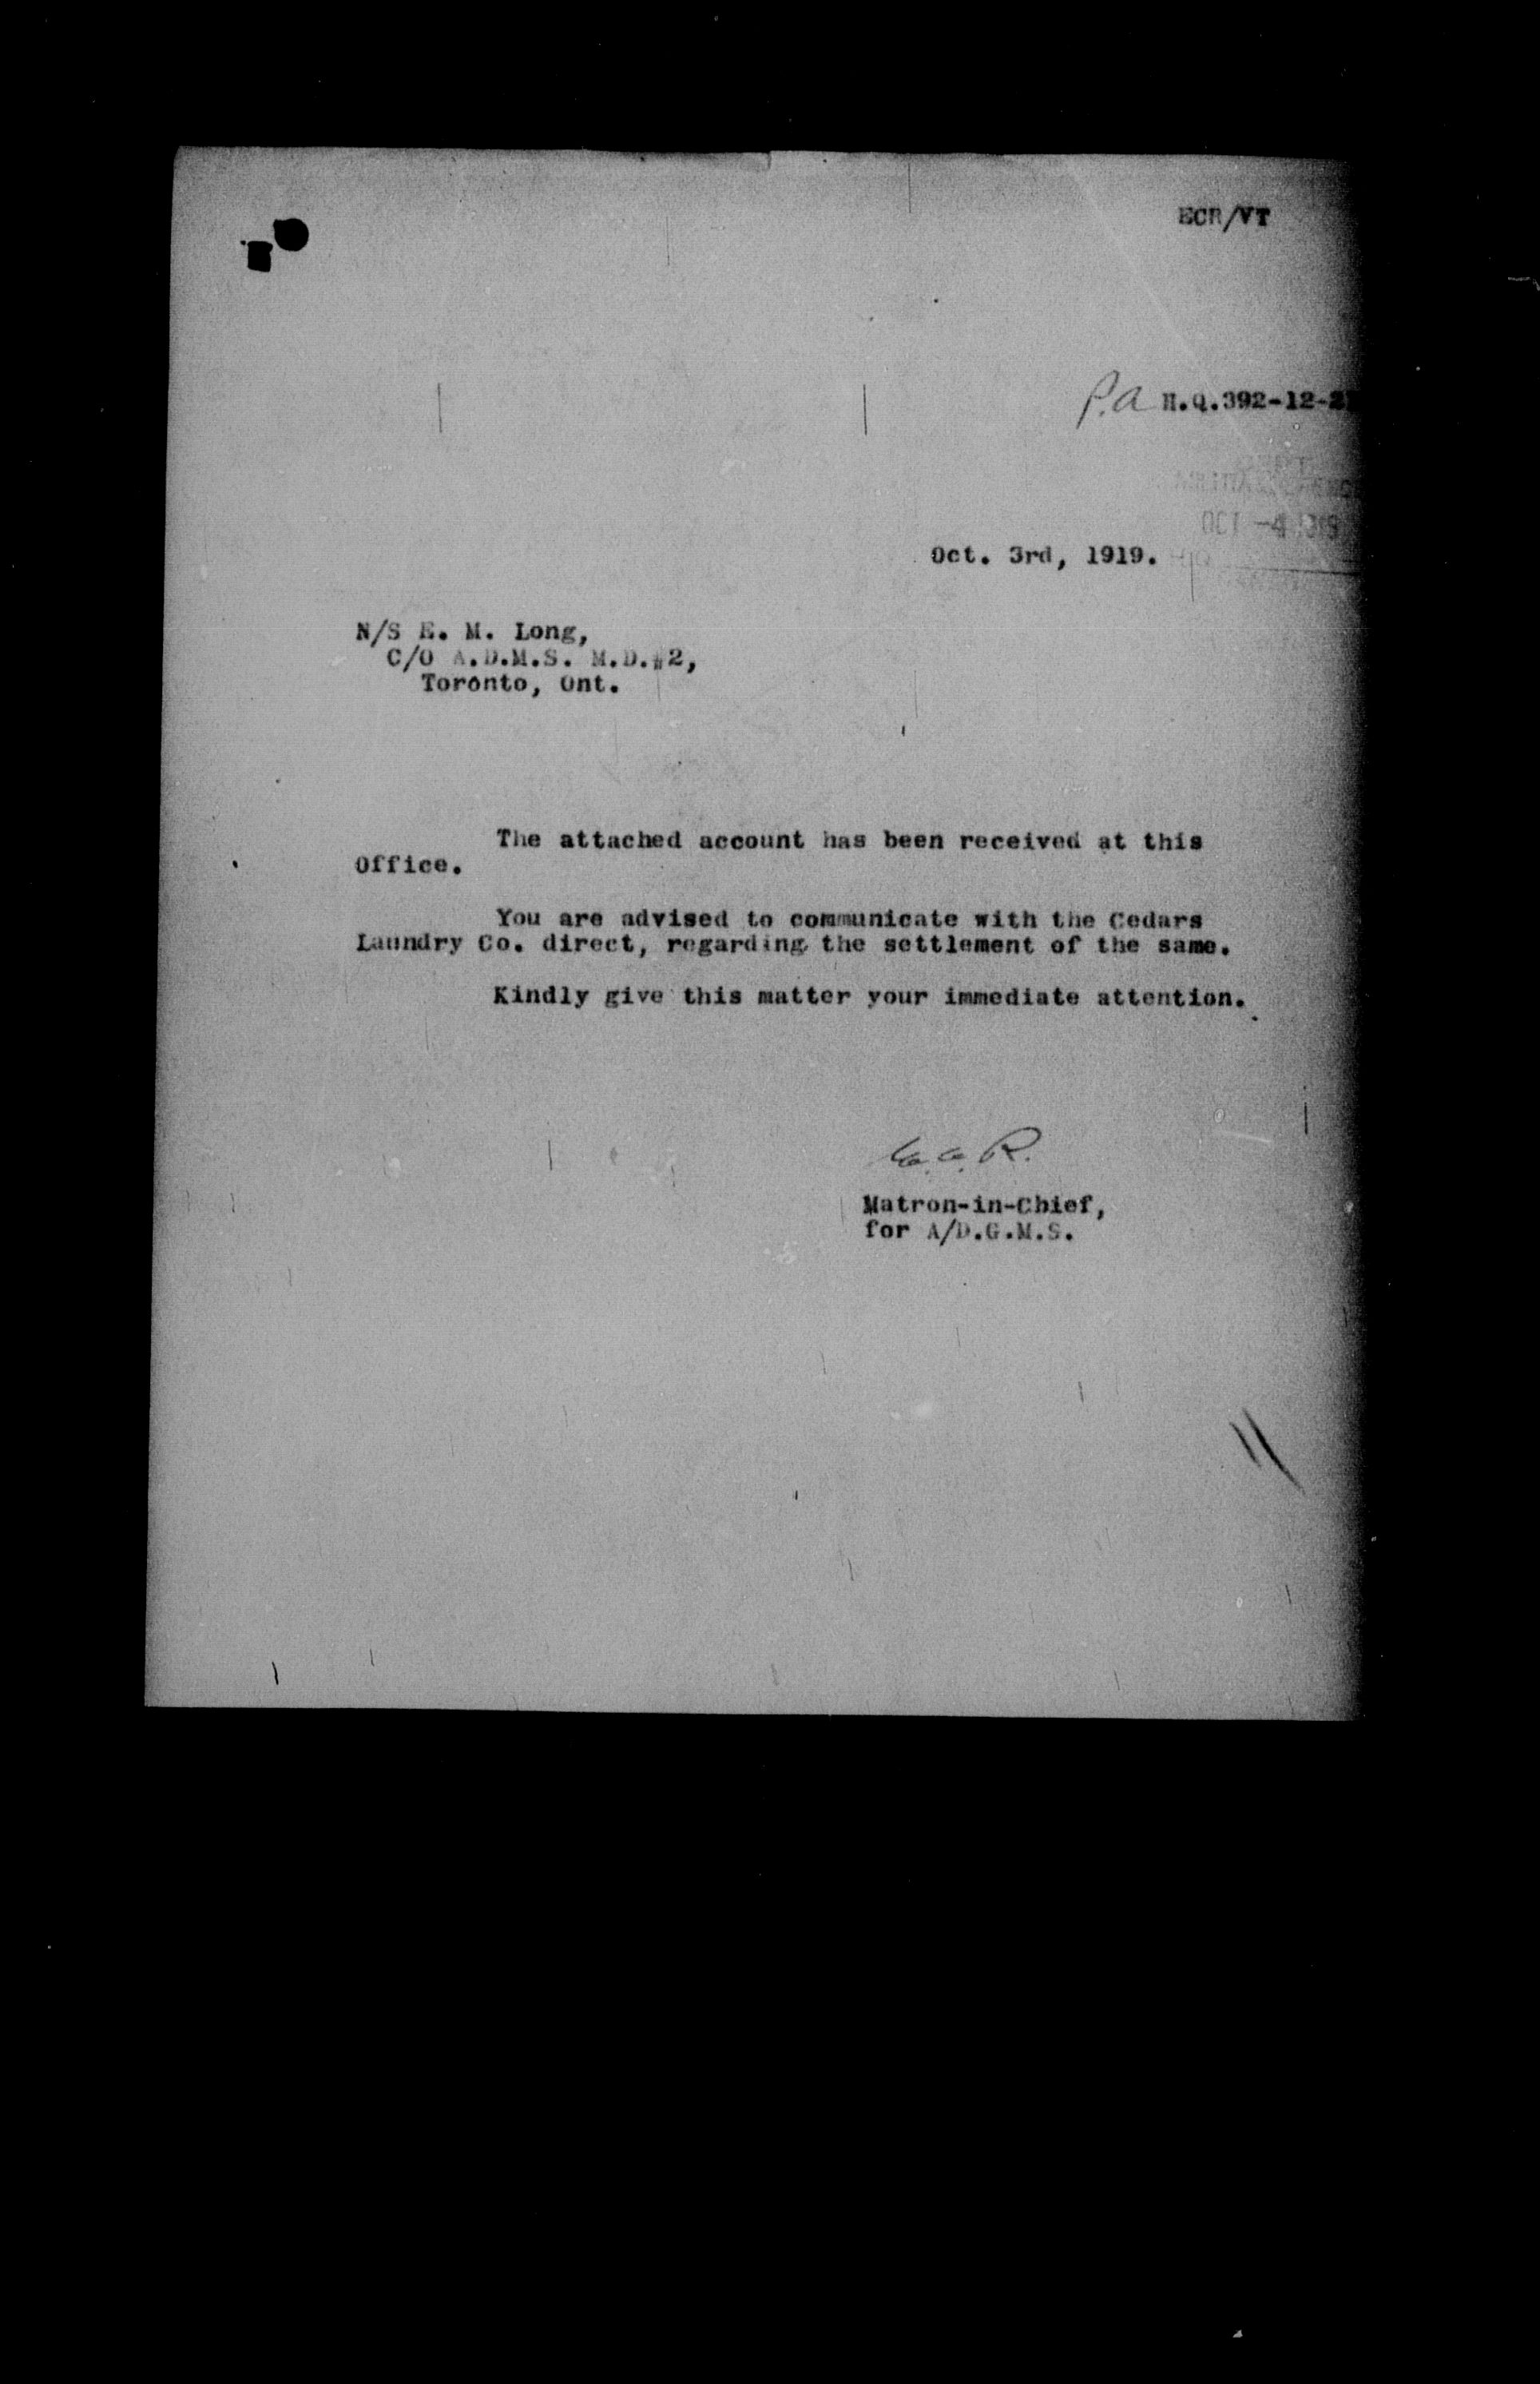 ECR/VT
P.A H.Q.392-12-2
OCT -4 1919
Oct. 3rd, 1919.
N/S E. M. Long,
C/O A.D.M.S. M.D.#2,
Toronto, Ont.
The attached account has been received at this
Office.
You are advised to communicate with the Cedars
Laundry Co. direct, regarding the settlement of the same.
Kindly give this matter your immediate attention.
Matron-in-Chief,
for A/D.G.M.S.